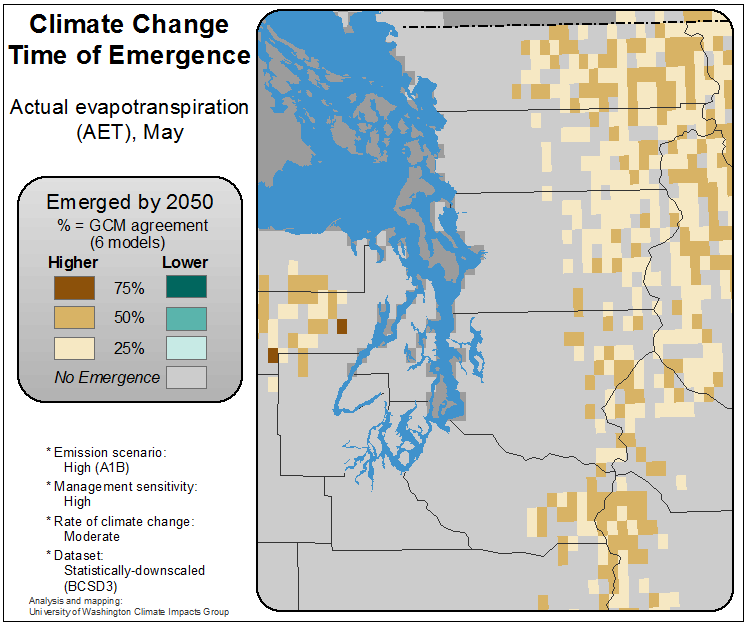 Climate Change
Time of Emergence
Actual evapotranspiration
(AET), May
Emerged by 2050
% = GCM agreement
(6 models)
Higher Lower
75%
50%
25%
No Emergence
* Emission scenario:
High (A1B)
* Management sensitivity:
High
* Rate of climate change:
Moderate
* Dataset:
Statistically-downscaled
(BCSD3)
Analysis and mapping:
University of Washington Climate Impacts Group